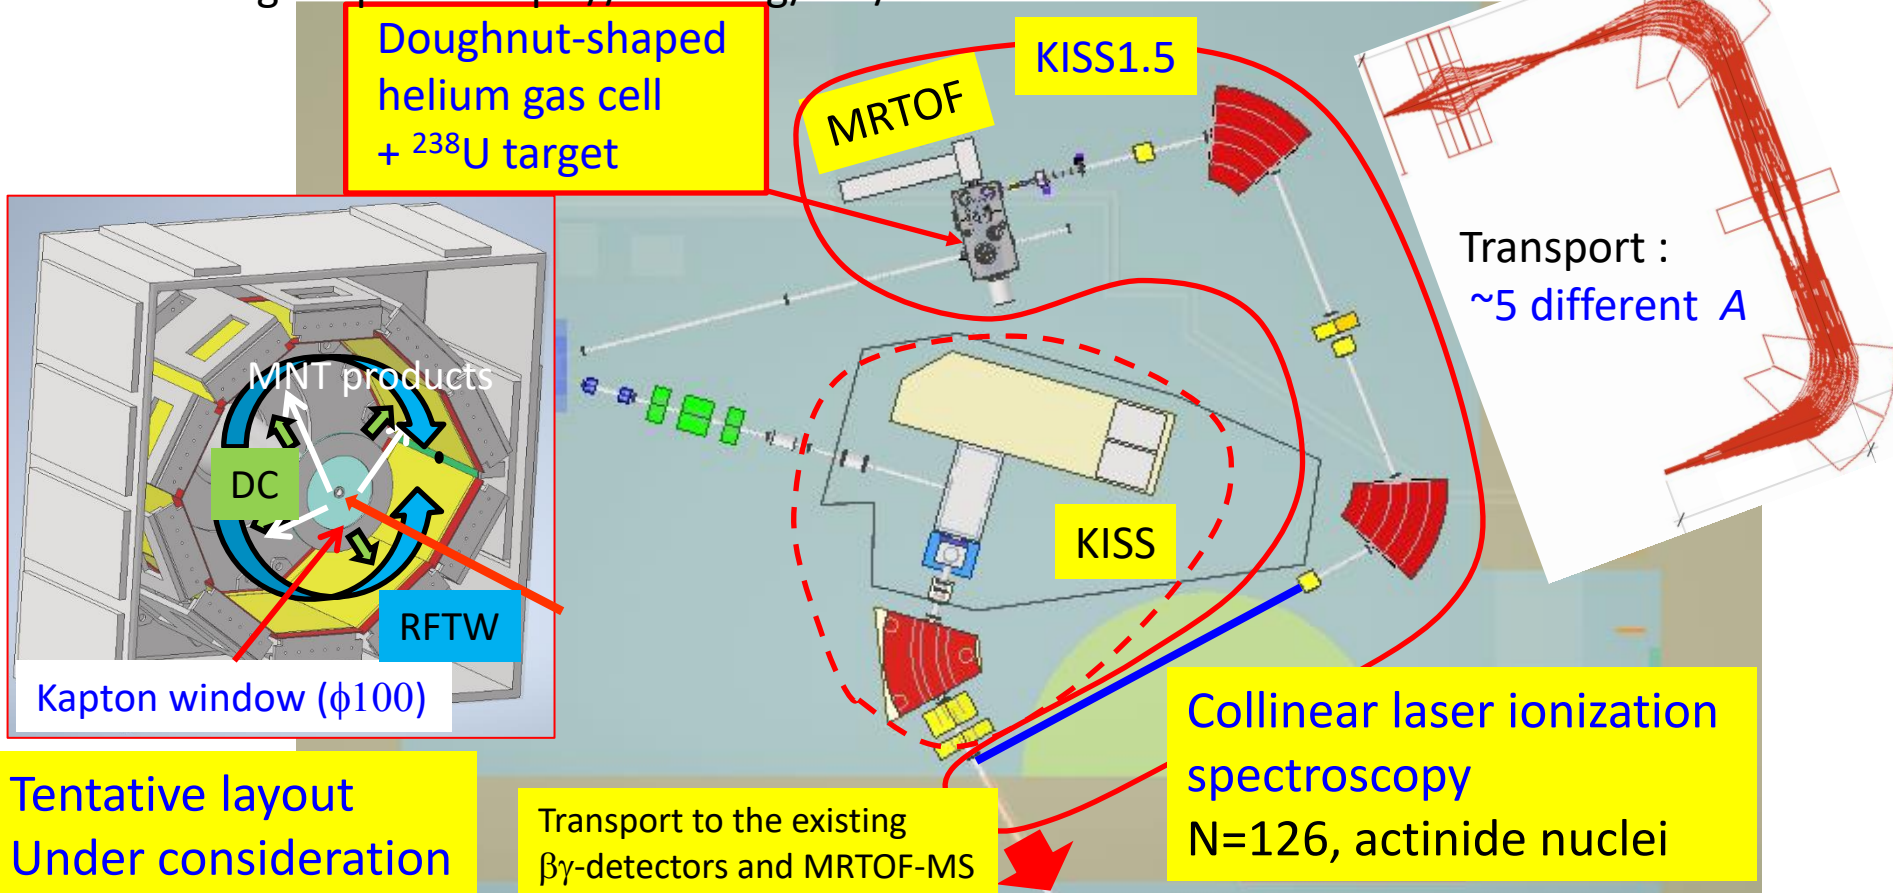 Doughnut-shaped
helium gas cell
+ ²³⁸U target
KISS1.5
MRTOF
Transport :
~5 different A
MNT products
DC
RFTW
Kapton window (ϕ100)
KISS
Tentative layout
Under consideration
Transport to the existing
βγ-detectors and MRTOF-MS
Collinear laser ionization
spectroscopy
N=126, actinide nuclei